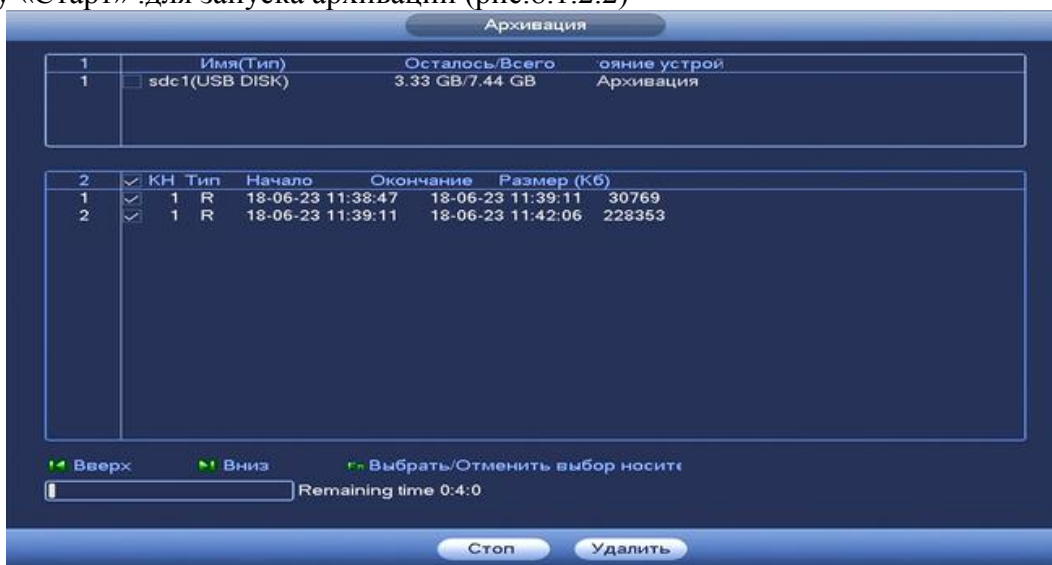 у «Старт» .для запуска архивации (рис.6.1.2.2)
Архивация
1 Имя(Тип) Осталось/Всего ояние устрой
1 sdc1(USB DISK) 3.33 GB/7.44 GB Архивация
2 КН Тип Начало Окончание Размер (Кб)
1 1 R 18-06-23 11:38:47 18-06-23 11:39:11 30769
2 1 R 18-06-23 11:39:11 18-06-23 11:42:06 228353
Вверх Вниз Fn Выбрать/Отменить выбор носите
Remaining time 0:4:0
Стоп Удалить